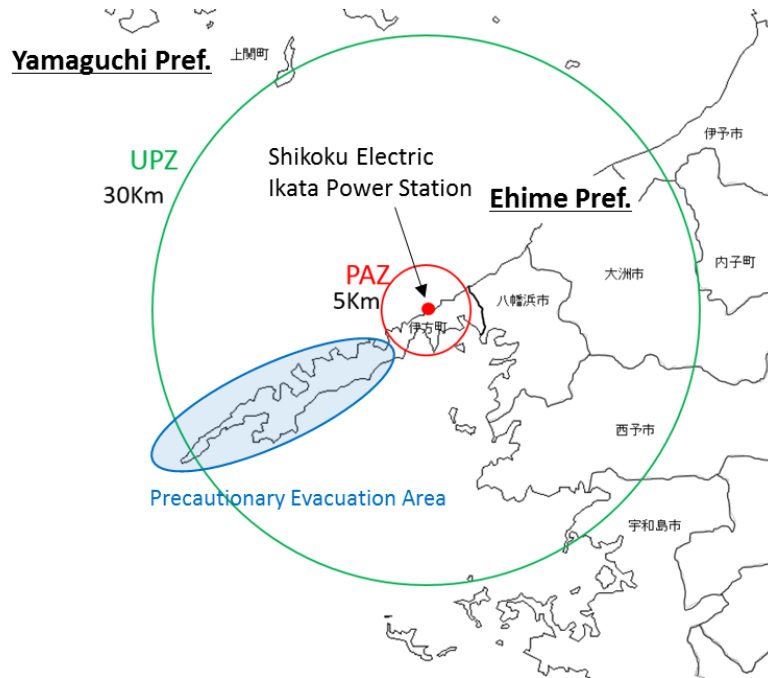 上関町
Yamaguchi Pref.
伊予市
UPZ
30Km
Shikoku Electric
Ikata Power Station
Ehime Pref.
内子町
大洲市
PAZ
5Km
八幡浜市
伊方町
西予市
Precautionary Evacuation Area
宇和島市